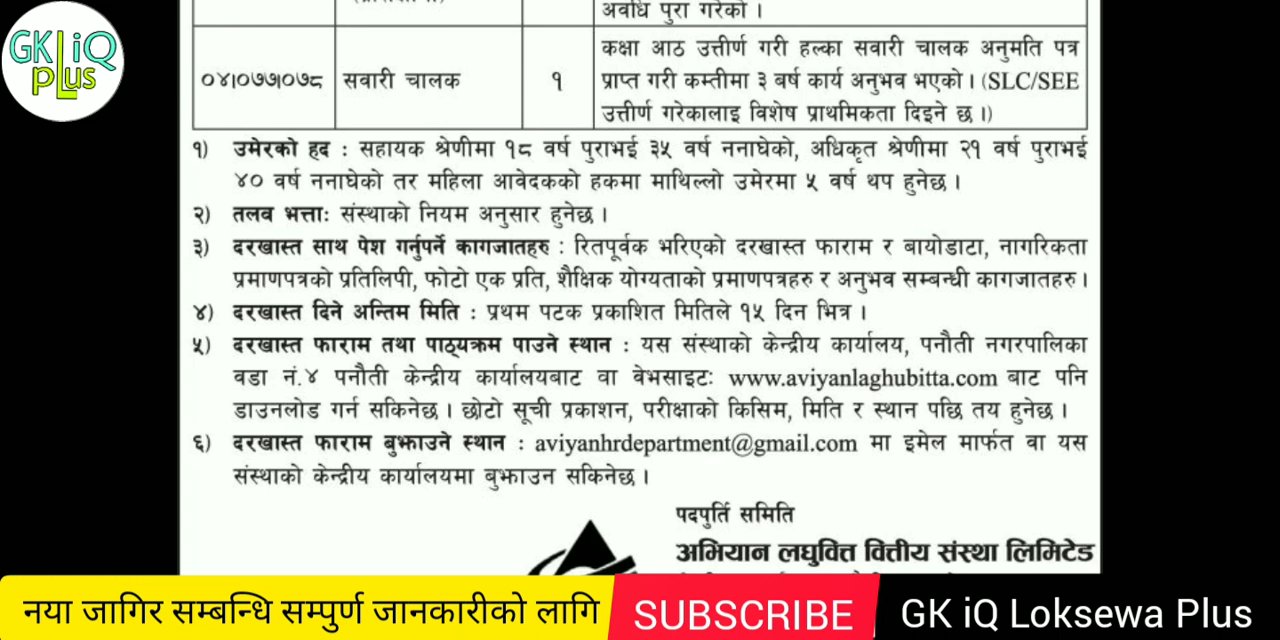 GK iQ
plus
अवधि पुरा गरेको ।
०४।०७७।०७८ सवारी चालक १ कक्षा आठ उत्तीर्ण गरी हल्का सवारी चालक अनुमति पत्र
प्राप्त गरी कम्तीमा ३ बर्ष कार्य अनुभव भएको । (SLC/SEE
उत्तीर्ण गरेकालाइ विशेष प्राथमिकता दिइने छ ।)
१) उमेरको हद : सहायक श्रेणीमा १८ वर्ष पुराभई ३५ वर्ष ननाघेको, अधिकृत श्रेणीमा २१ वर्ष पुराभई
४० वर्ष ननाघेको तर महिला आवेदकको हकमा माथिल्लो उमेरमा ५ वर्ष थप हुनेछ ।
२) तलब भत्ताः संस्थाको नियम अनुसार हुनेछ ।
३) दरखास्त साथ पेश गर्नुपर्ने कागजातहरु : रितपूर्वक भरिएको दरखास्त फाराम र बायोडाटा, नागरिकता
प्रमाणपत्रको प्रतिलिपी, फोटो एक प्रति, शैक्षिक योग्यताको प्रमाणपत्रहरु र अनुभव सम्बन्धी कागजातहरु ।
४) दरखास्त दिने अन्तिम मिति : प्रथम पटक प्रकाशित मितिले १५ दिन भित्र ।
५) दरखास्त फाराम तथा पाठ्यक्रम पाउने स्थान : यस संस्थाको केन्द्रीय कार्यालय, पनौती नगरपालिका
वडा नं.४ पनौती केन्द्रीय कार्यालयबाट वा वेभसाइटः www.aviyanlaghubitta.com बाट पनि
डाउनलोड गर्न सकिनेछ । छोटो सूची प्रकाशन, परीक्षाको किसिम, मिति र स्थान पछि तय हुनेछ ।
६) दरखास्त फाराम बुझाउने स्थान : aviyanhrdepartment@gmail.com मा इमेल मार्फत वा यस
संस्थाको केन्द्रीय कार्यालयमा बुझाउन सकिनेछ ।
पदपुर्ति समिति
अभियान लघुवित्त वित्तीय संस्था लिमिटेड
नया जागिर सम्बन्धि सम्पुर्ण जानकारीको लागि SUBSCRIBE GK iQ Loksewa Plus